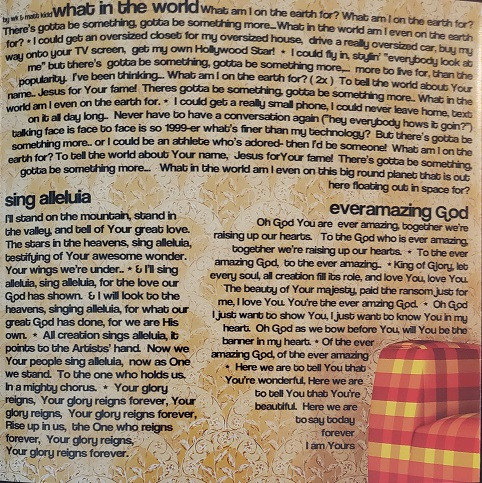 by wk & matt kidd what in the world What am I on the earth for? What am I on the earth for?
There's gotta be something, gotta be something more...What in the world am I even on the earth
for? * I could get an oversized closet for my oversized house, drive a really oversized car, buy my
way onto your TV screen, get my own Hollywood Star! * I could fly in, stylin' "everybody look at
me" but there's gotta be something, gotta be something more,... more to live for, than the
popularity. I've been thinking... What am I on the earth for? ( 2x ) To tell the world about Your
name.. Jesus for Your fame! Theres gotta be something, gotta be something more.. What in the
world am I even on the earth for. * I could get a really small phone, I could never leave home, text
on it all day long.. Never have to have a conversation again ("hey everybody hows it goin?")
talking face is face to face is so 1999-er what's finer than my technology? But there's gotta be
something more.. or I could be an athlete who's adored- then I'd be someone! What am I on the
earth for? To tell the world about Your name, Jesus forYour fame! There's gotta be something,
gotta be something more... What in the world am I even on this big round planet that is out
here floating out in space for?
sing alleluia
I'll stand on the mountain, stand in
the valley, and tell of Your great love.
The stars in the heavens, sing alleluia,
testifying of Your awesome wonder.
Your wings we're under.. * & I'll sing
alleluia, sing alleluia, for the love our
God has shown. & I will look to the
heavens, singing alleluia, for what our
great God has done, for we are His
own. * All creation sings alleluia, it
points to the Artists' hand. Now we
Your people sing alleluia, now as One
we stand. To the one who holds us.
In a mighty chorus. * Your glory
reigns, Your glory reigns forever, Your
glory reigns, Your glory reigns forever,
Rise up in us, the One who reigns
forever, Your glory reigns,
Your glory reigns forever.
everamazing God
Oh God You are ever amazing, together we're
raising up our hearts. To the God who is ever amazing,
together we're raising up our hearts. * To the ever
amazing God, to the ever amazing.. * King of Glory, let
every soul, all creation fill its role, and love You, love You.
The beauty of Your majesty, paid the ransom just for
me, I love You. You're the ever amzing God. * Oh God
I just want to show You, I just want to know You in my
heart. Oh God as we bow before You, will You be the
banner in my heart. * Of the ever
amazing God, of the ever amazing
* Here we are to tell You that
You're wonderful, Here we are
to tell You that You're
beautiful. Here we are
to say today
forever
I am Yours